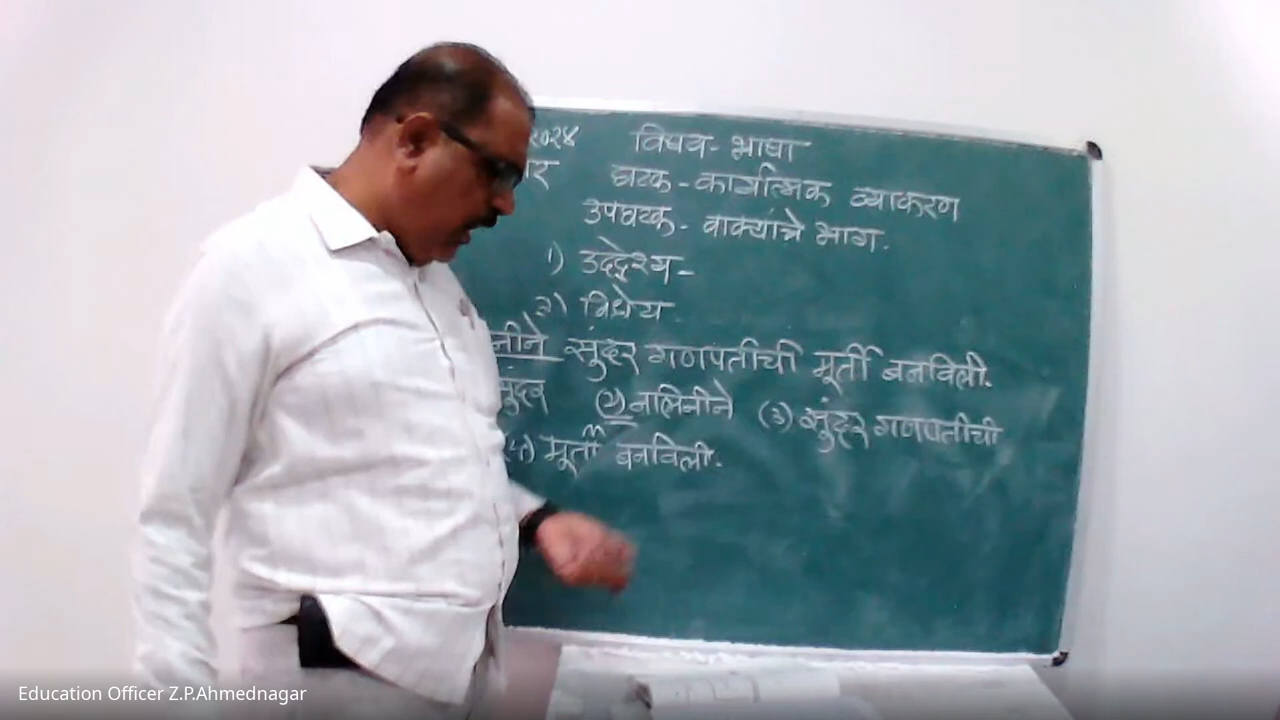 २०२४ विषय- भाषा
घटक - कार्यात्मक व्याकरण
उपघटक - वाक्यांचे भाग.
१) उद्देश्य -
२) विधेय
नीने सुंदर गणपतीची मूर्ती बनविली.
सुंदर (२) नलिनीने (३) सुंदर गणपतीची
(४) मूर्ती बनविली.
Education Officer Z.P.Ahmednagar